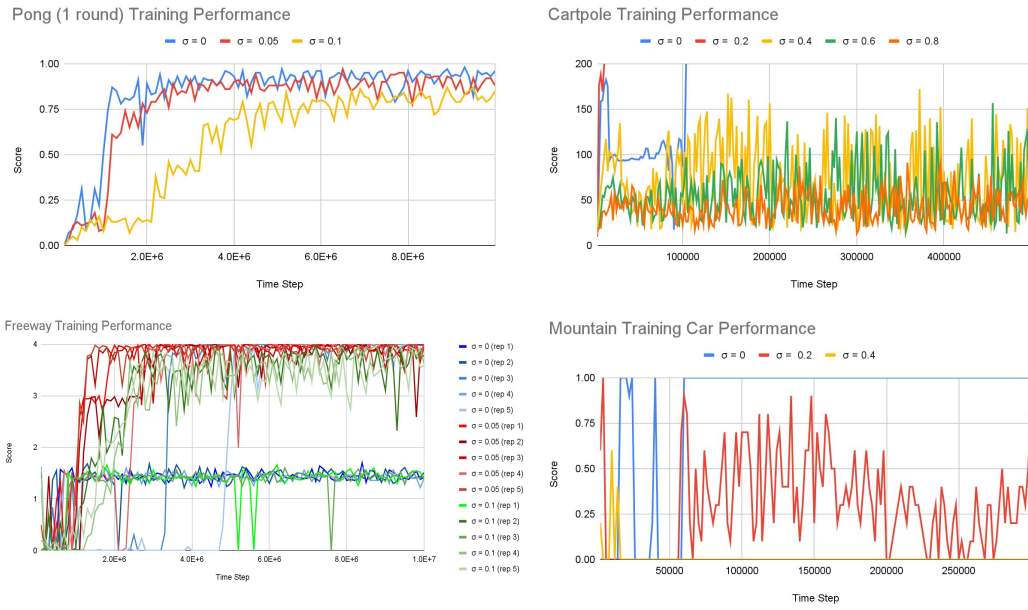 Pong (1 round) Training Performance
σ = 0 σ = 0.05 σ = 0.1
1.00
0.75
0.50
0.25
0.00
Score
2.0E+6 4.0E+6 6.0E+6 8.0E+6
Time Step
Cartpole Training Performance
σ = 0 σ = 0.2 σ = 0.4 σ = 0.6 σ = 0.8
200
150
100
50
0
Score
100000 200000 300000 400000
Time Step
Freeway Training Performance
4
3
2
1
0
Score
2.0E+6 4.0E+6 6.0E+6 8.0E+6 1.0E+7
Time Step
σ = 0 (rep 1)
σ = 0 (rep 2)
σ = 0 (rep 3)
σ = 0 (rep 4)
σ = 0 (rep 5)
σ = 0.05 (rep 1)
σ = 0.05 (rep 2)
σ = 0.05 (rep 3)
σ = 0.05 (rep 4)
σ = 0.05 (rep 5)
σ = 0.1 (rep 1)
σ = 0.1 (rep 2)
σ = 0.1 (rep 3)
σ = 0.1 (rep 4)
σ = 0.1 (rep 5)
Mountain Training Car Performance
σ = 0 σ = 0.2 σ = 0.4
1.00
0.75
0.50
0.25
0.00
Score
50000 100000 150000 200000 250000
Time Step